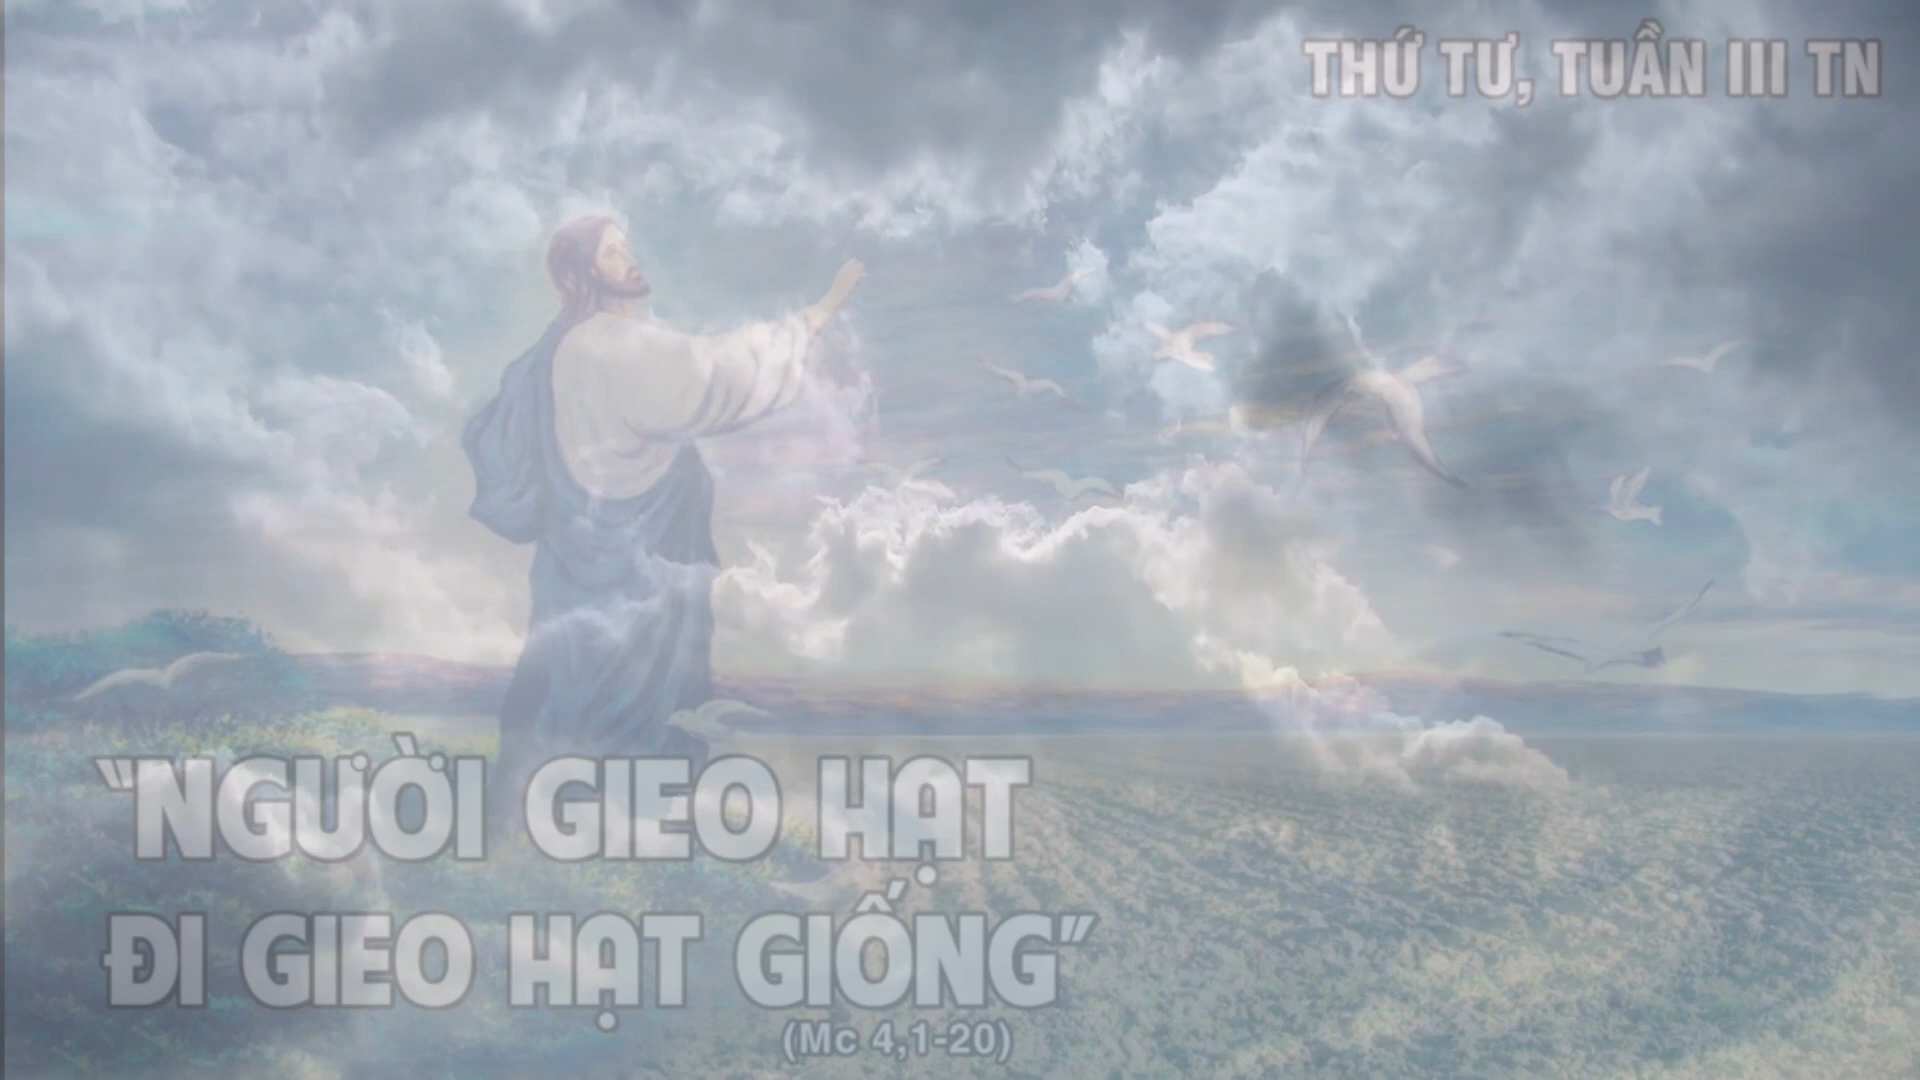 THỨ TƯ, TUẦN III TN
“NGƯỜI GIEO HẠT
ĐI GIEO HẠT GIỐNG”
(Mc 4,1-20)